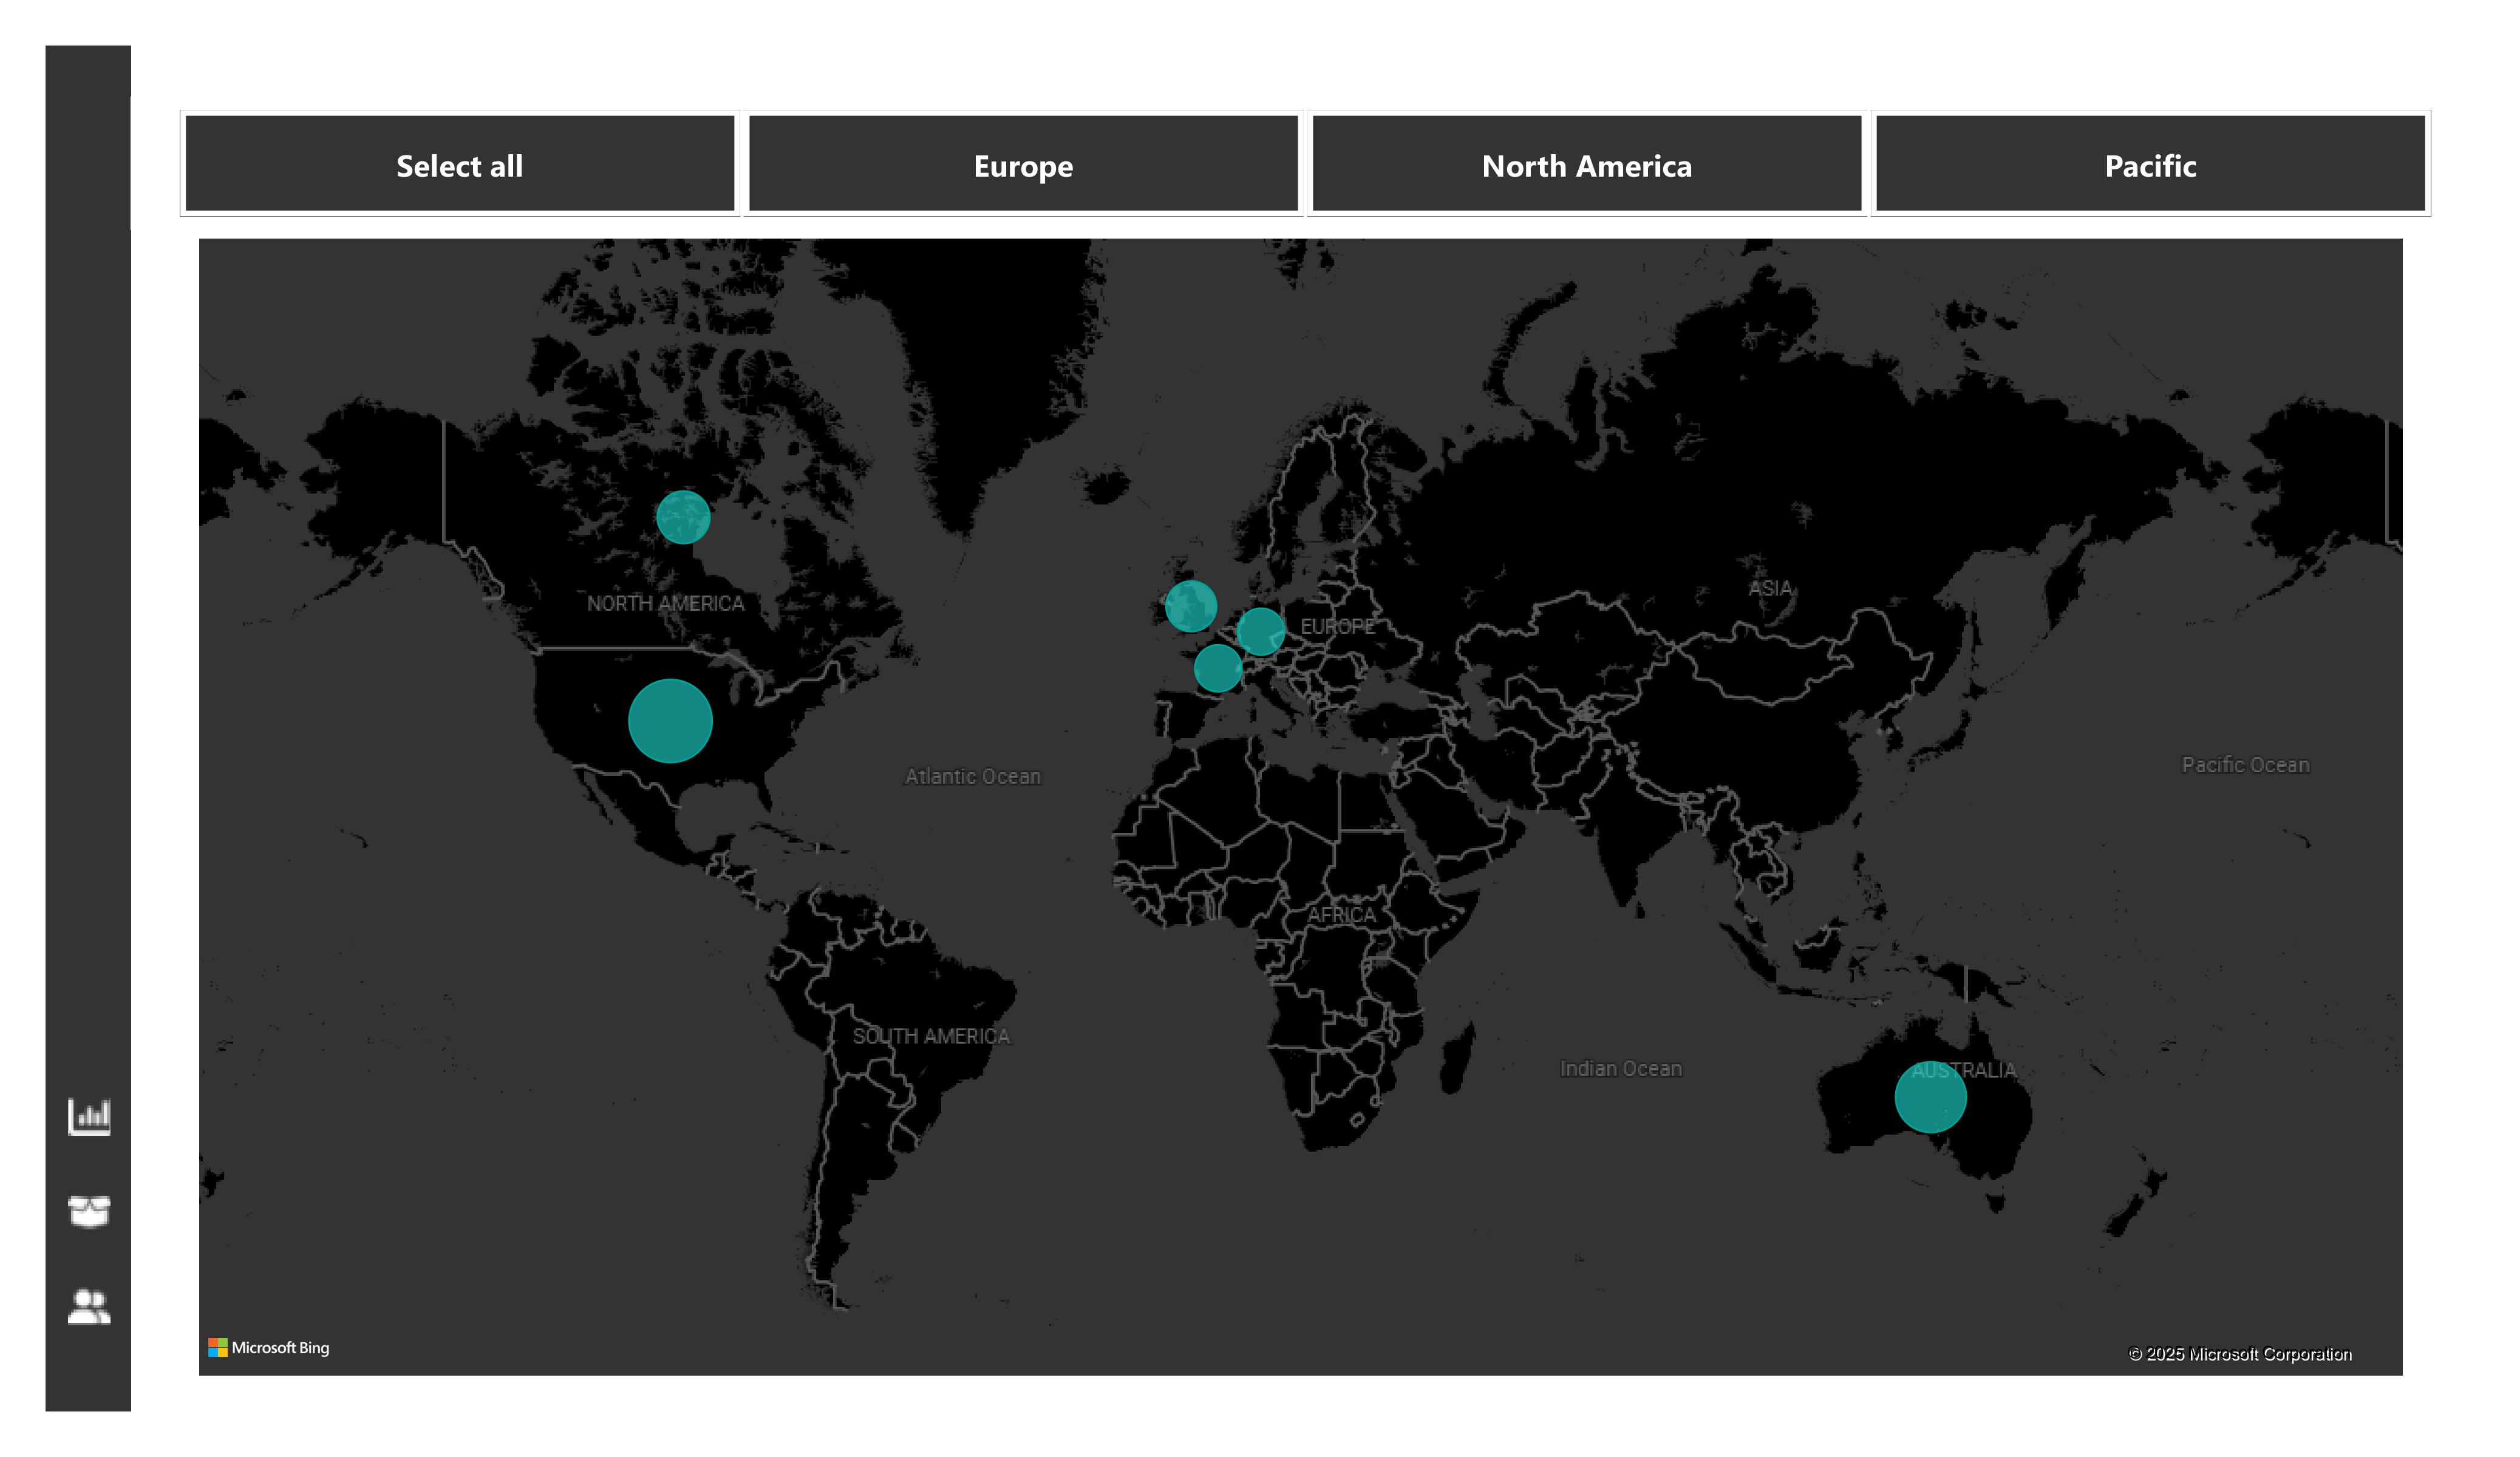 Select all
Europe
North America
Pacific
ASIA
NORTH AMERICA
EUROPE
Pacific Ocean
Atlantic Ocean
AFRICA
SOUTH AMERICA
Indian Ocean
AUSTRALIA
Microsoft Bing
© 2025 Microsoft Corporation